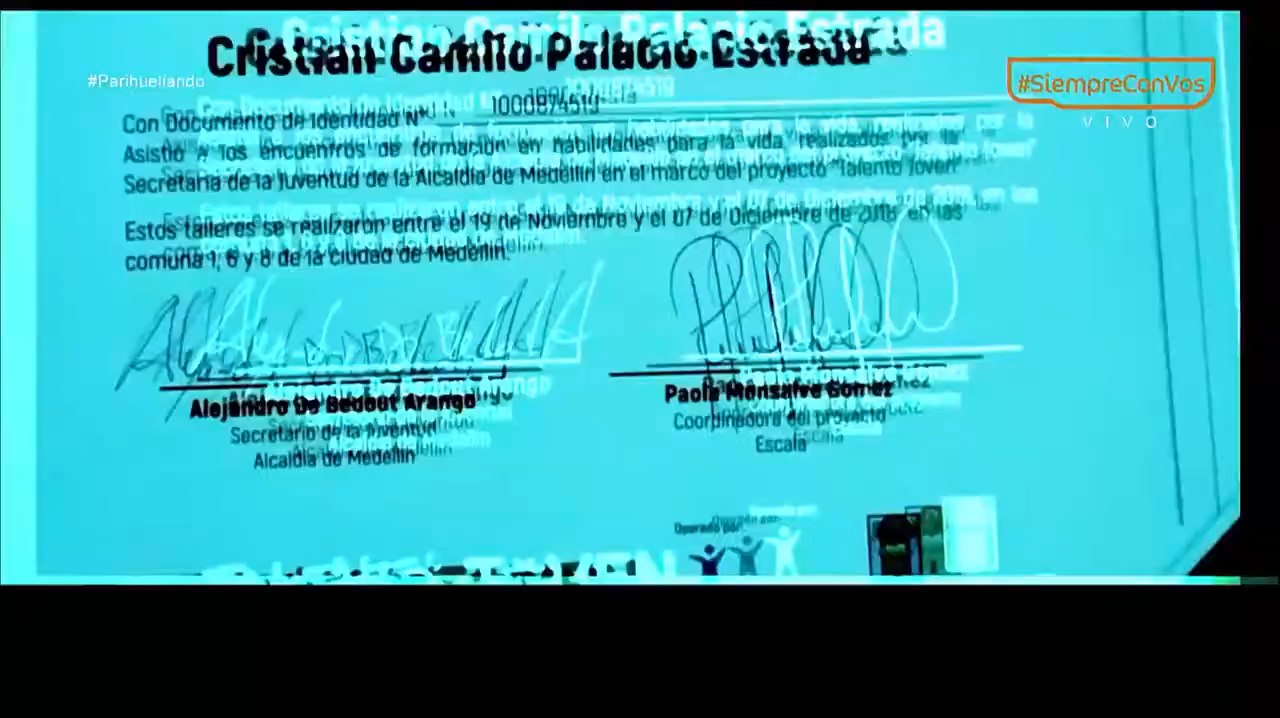 Cristian Camilo Palacio Estrada
#Parihuellando
#SiempreConVos
VIVO
Con Documento de Identidad N° 1000874519
Asistió a los encuentros de formación en habilidades para la vida realizados por la
Secretaría de la Juventud de la Alcaldía de Medellín en el marco del proyecto "Talento Joven"
Estos talleres se realizaron entre el 19 de Noviembre y el 07 de Diciembre de 2018 en las
comuna 1, 6 y 8 de la ciudad de Medellín.
Alejandro De Bedout Arango
Secretario de la Juventud
Alcaldía de Medellín
Paola Monsalve Gómez
Coordinadora del proyecto
Escala
Operado por: